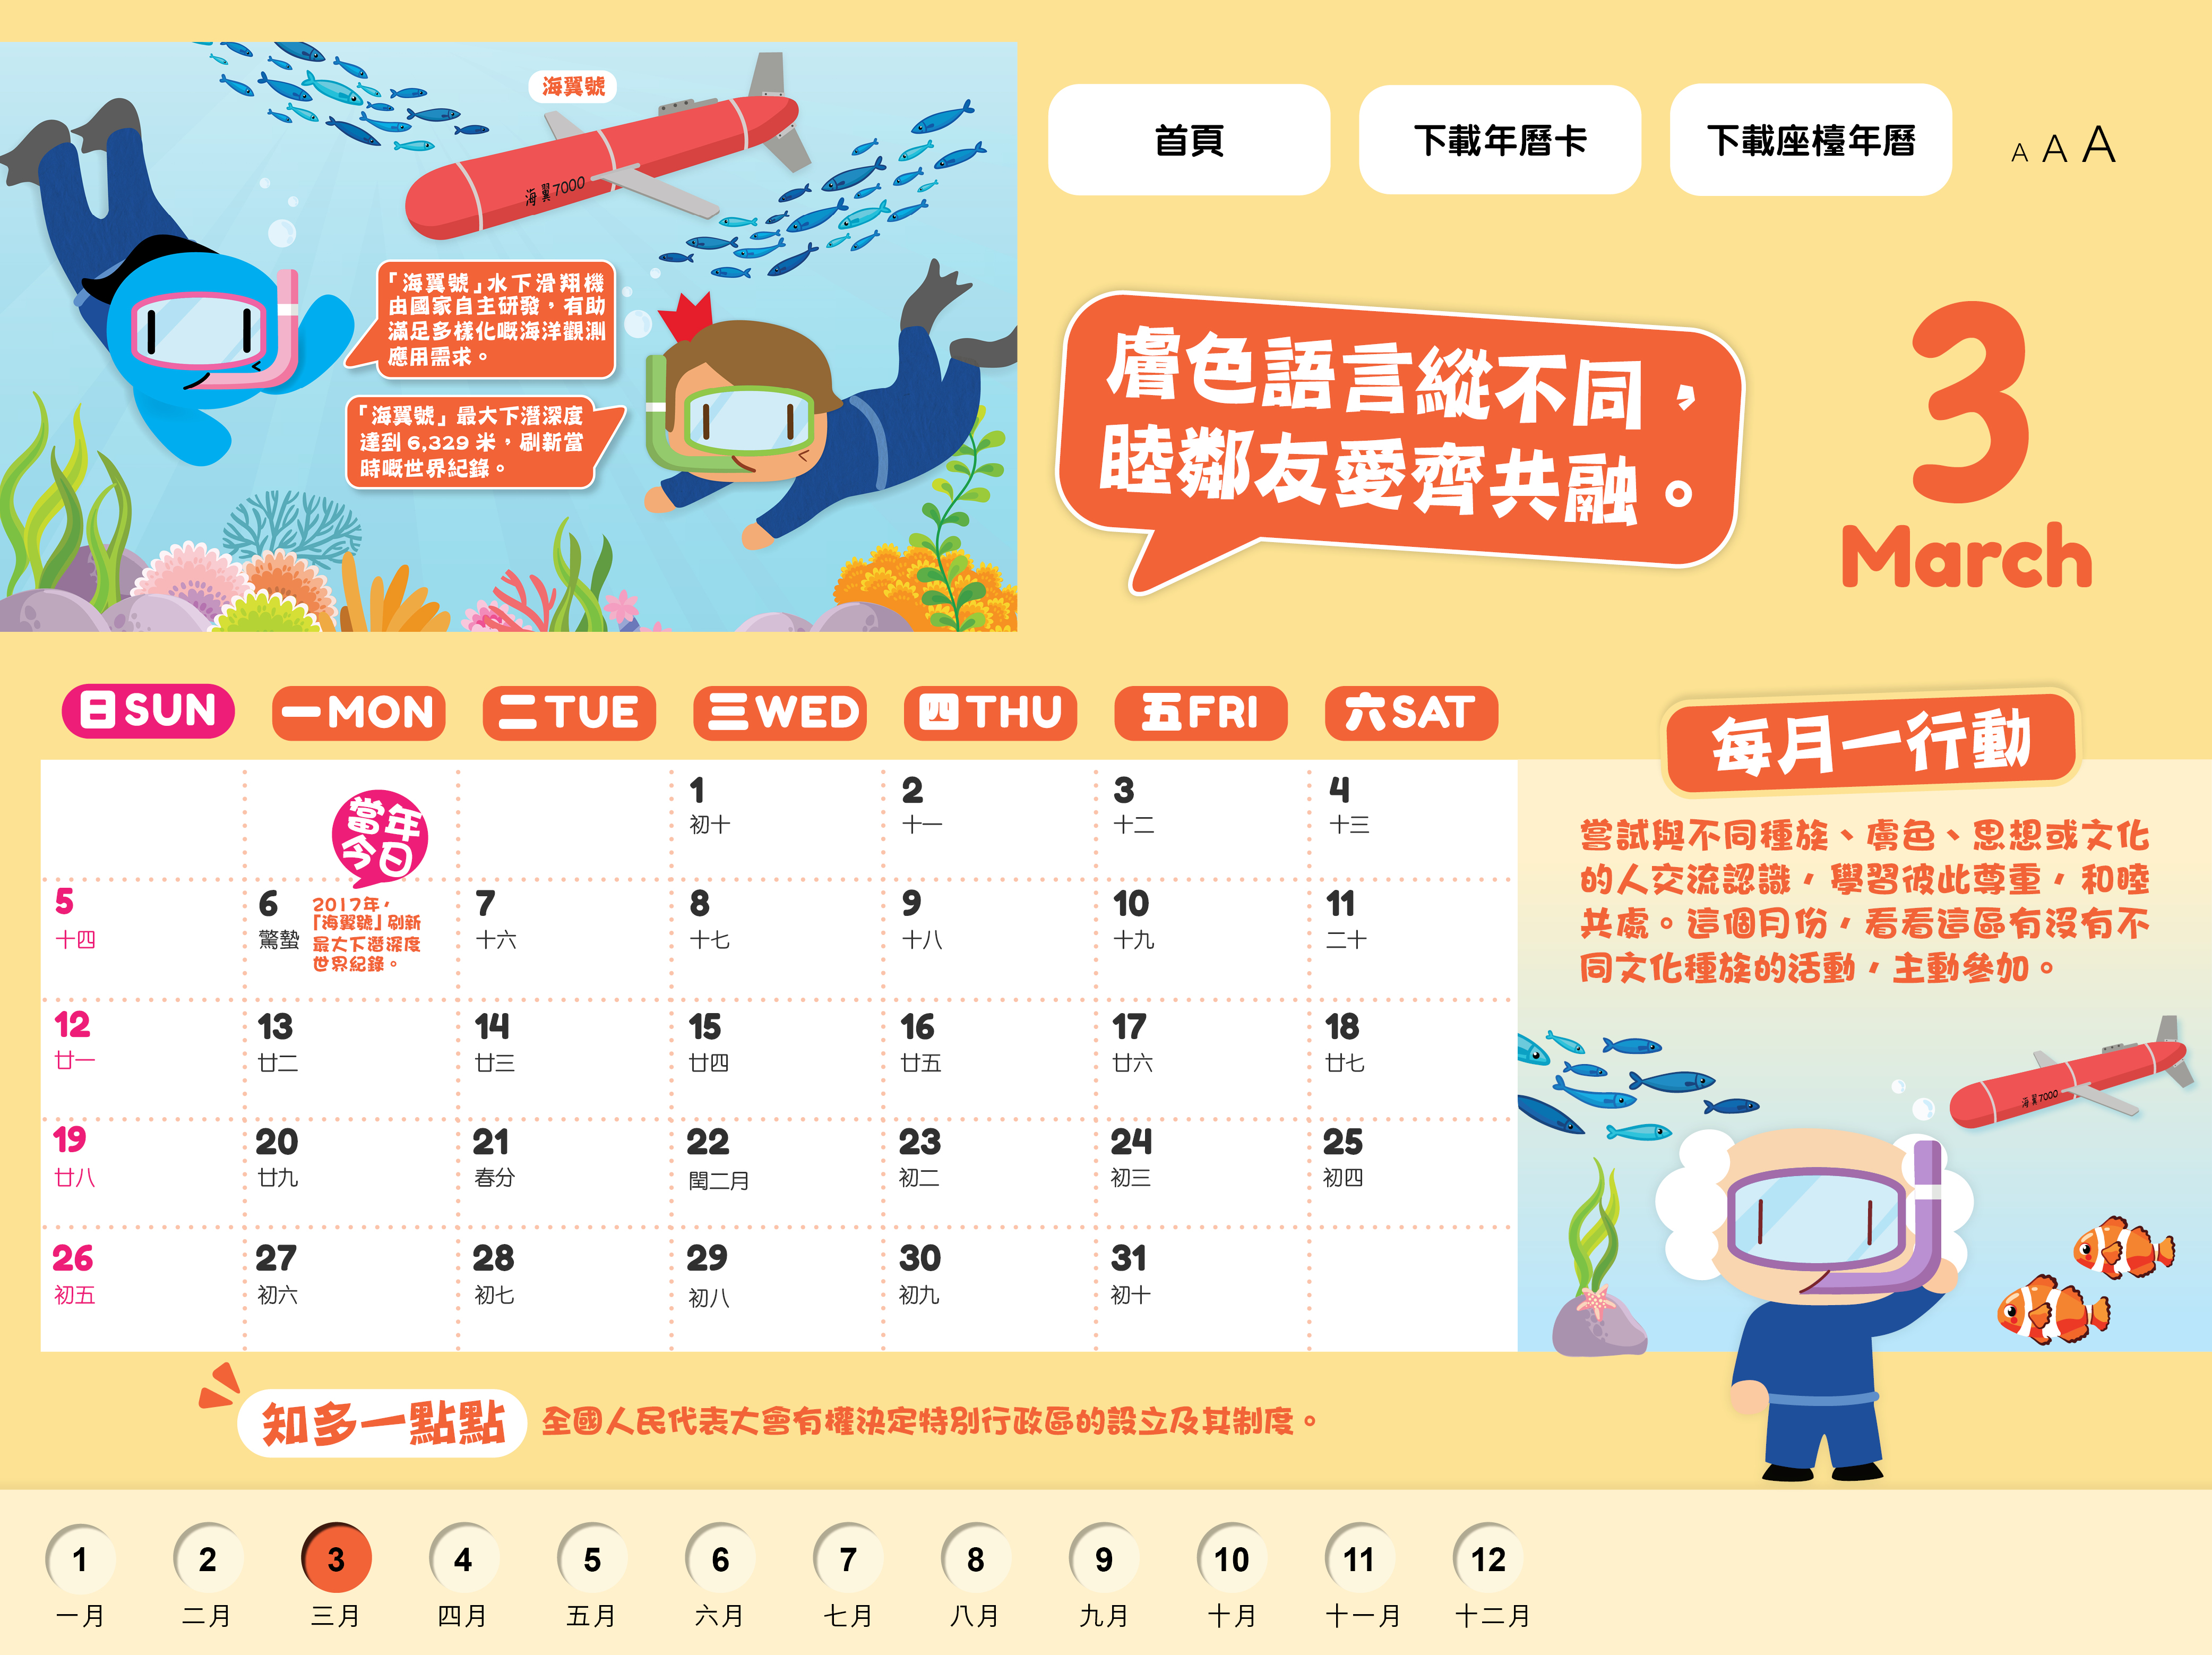 海翼號
海翼7000
「海翼號」水下滑翔機
由國家自主研發，有助
滿足多樣化嘅海洋觀測
應用需求。
「海翼號」最大下潛深度
達到 6,329 米，刷新當
時嘅世界紀錄。
首頁
下載年曆卡
下載座檯年曆
A A A
膚色語言縱不同，
睦鄰友愛齊共融。
3
March
日SUN 一MON 二TUE 三WED 四THU 五FRI 六SAT
當年
今日
1 2 3 4
初十 十一 十二 十三
5 6 7 8 9 10 11
十四 驚蟄 十六 十七 十八 十九 二十
2017年，
「海翼號」刷新
最大下潛深度
世界紀錄。
12 13 14 15 16 17 18
廿一 廿二 廿三 廿四 廿五 廿六 廿七
19 20 21 22 23 24 25
廿八 廿九 春分 閏二月 初二 初三 初四
26 27 28 29 30 31
初五 初六 初七 初八 初九 初十
每月一行動
嘗試與不同種族、膚色、思想或文化
的人交流認識，學習彼此尊重，和睦
共處。這個月份，看看這區有沒有不
同文化種族的活動，主動參加。
海翼7000
知多一點點
全國人民代表大會有權決定特別行政區的設立及其制度。
1 2 3 4 5 6 7 8 9 10 11 12
一月 二月 三月 四月 五月 六月 七月 八月 九月 十月 十一月 十二月